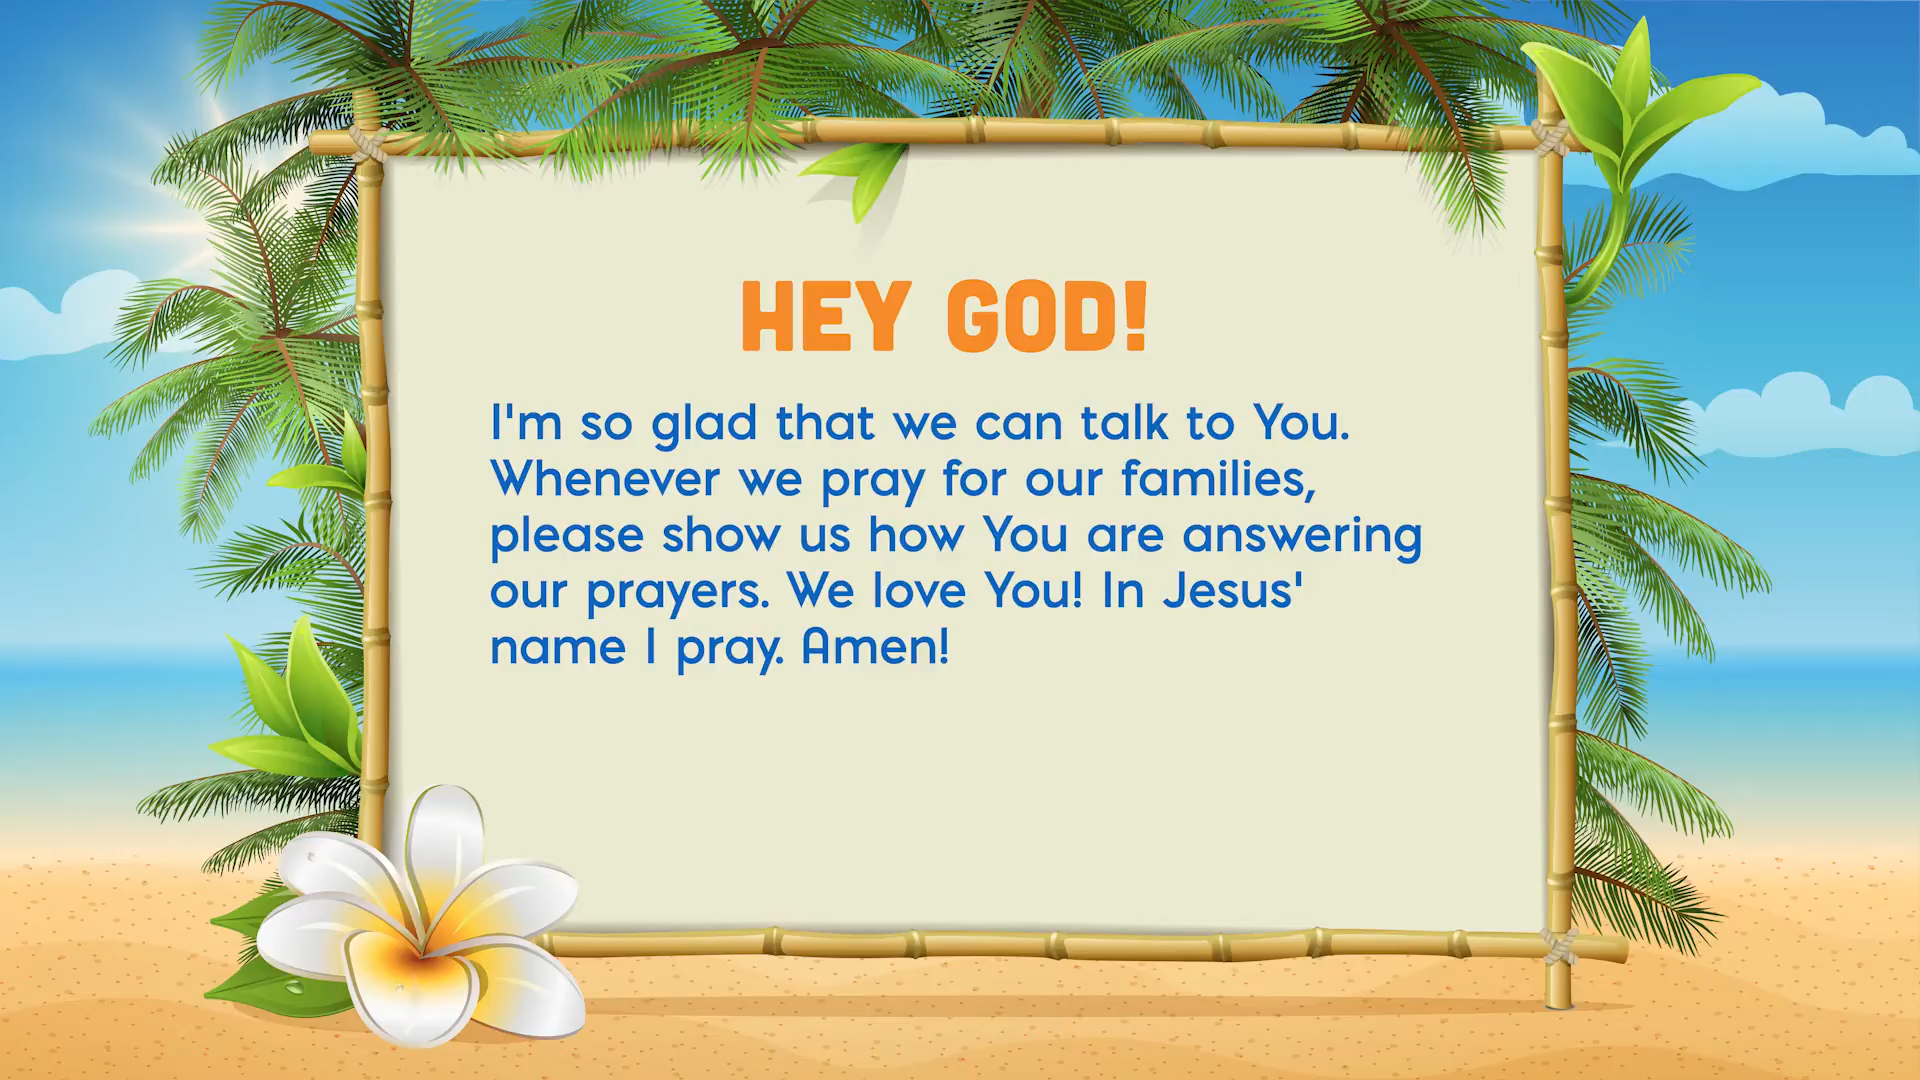 HEY GOD!
I'm so glad that we can talk to You.
Whenever we pray for our families,
please show us how You are answering
our prayers. We love You! In Jesus'
name I pray. Amen!